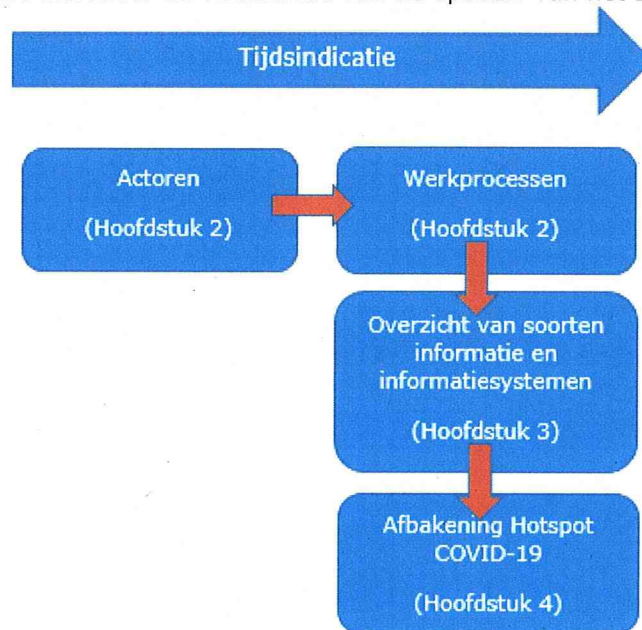 Tijdsindicatie
Actoren
(Hoofdstuk 2)
Werkprocessen
(Hoofdstuk 2)
Overzicht van soorten
informatie en
informatiesystemen
(Hoofdstuk 3)
Afbakening Hotspot
COVID-19
(Hoofdstuk 4)